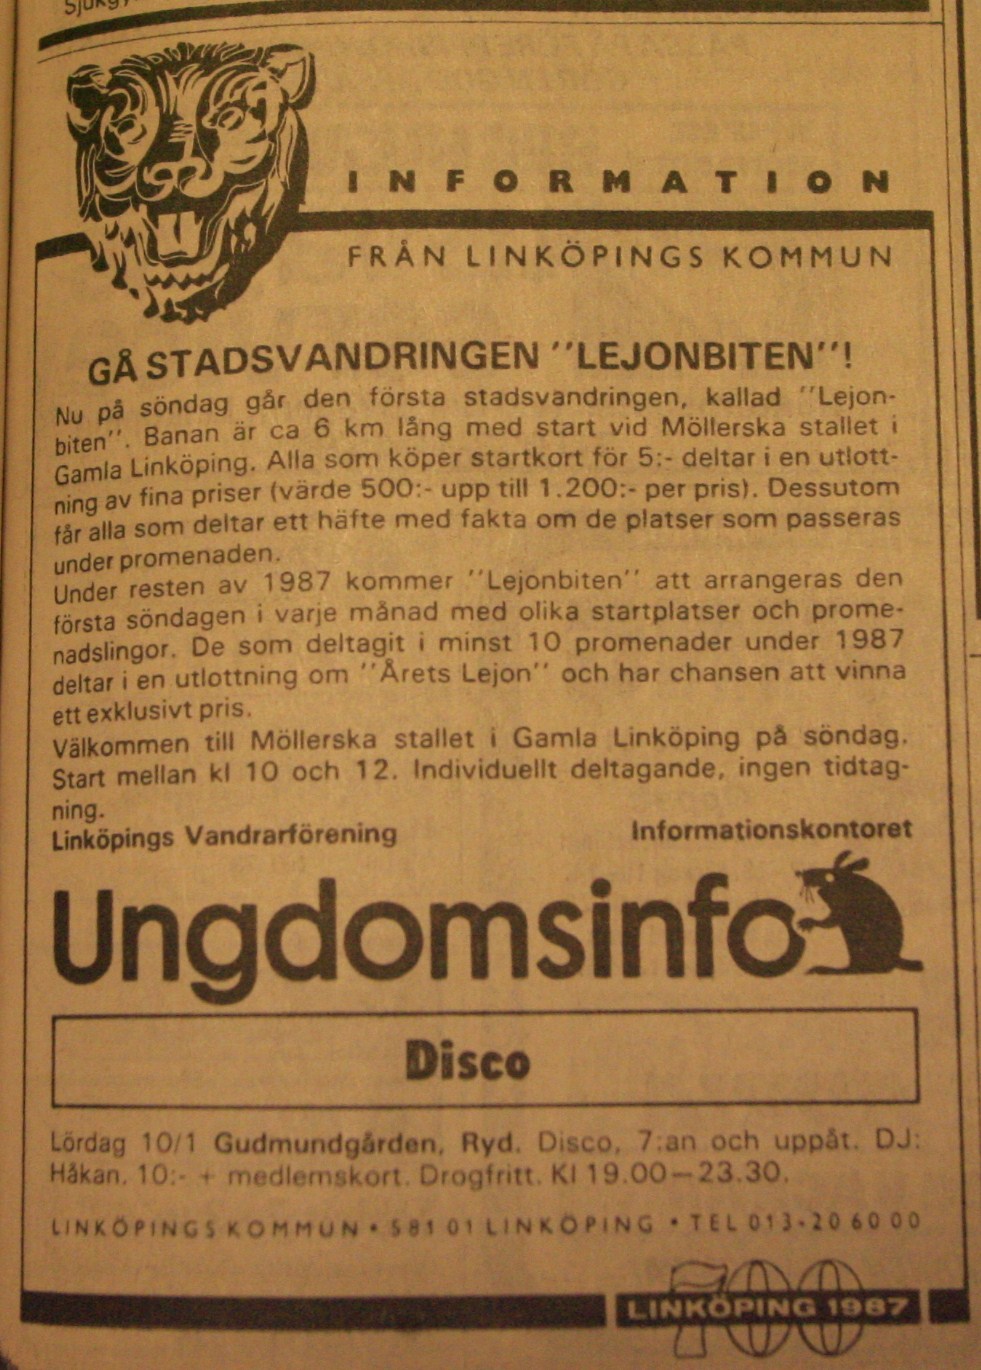 INFORMATION
FRÅN LINKÖPINGS KOMMUN
GÅ STADSVANDRINGEN "LEJONBITEN"!
Nu på söndag går den första stadsvandringen, kallad "Lejon-
biten". Banan är ca 6 km lång med start vid Möllerska stallet i
Gamla Linköping. Alla som köper startkort för 5:- deltar i en utlott-
ning av fina priser (värde 500:- upp till 1.200:- per pris). Dessutom
får alla som deltar ett häfte med fakta om de platser som passeras
under promenaden.
Under resten av 1987 kommer "Lejonbiten" att arrangeras den
första söndagen i varje månad med olika startplatser och prome-
nadslingor. De som deltagit i minst 10 promenader under 1987
deltar i en utlottning om "Årets Lejon" och har chansen att vinna
ett exklusivt pris.
Välkommen till Möllerska stallet i Gamla Linköping på söndag.
Start mellan kl 10 och 12. Individuellt deltagande, ingen tidtag-
ning.
Linköpings Vandrarförening Informationskontoret
Ungdomsinfo
Disco
Lördag 10/1 Gudmundgården, Ryd. Disco, 7:an och uppåt. DJ:
Håkan. 10:- + medlemskort. Drogfritt. Kl 19.00–23.30.
LINKÖPINGS KOMMUN • 581 01 LINKÖPING • TEL 013-20 60 00
700
LINKÖPING 1987